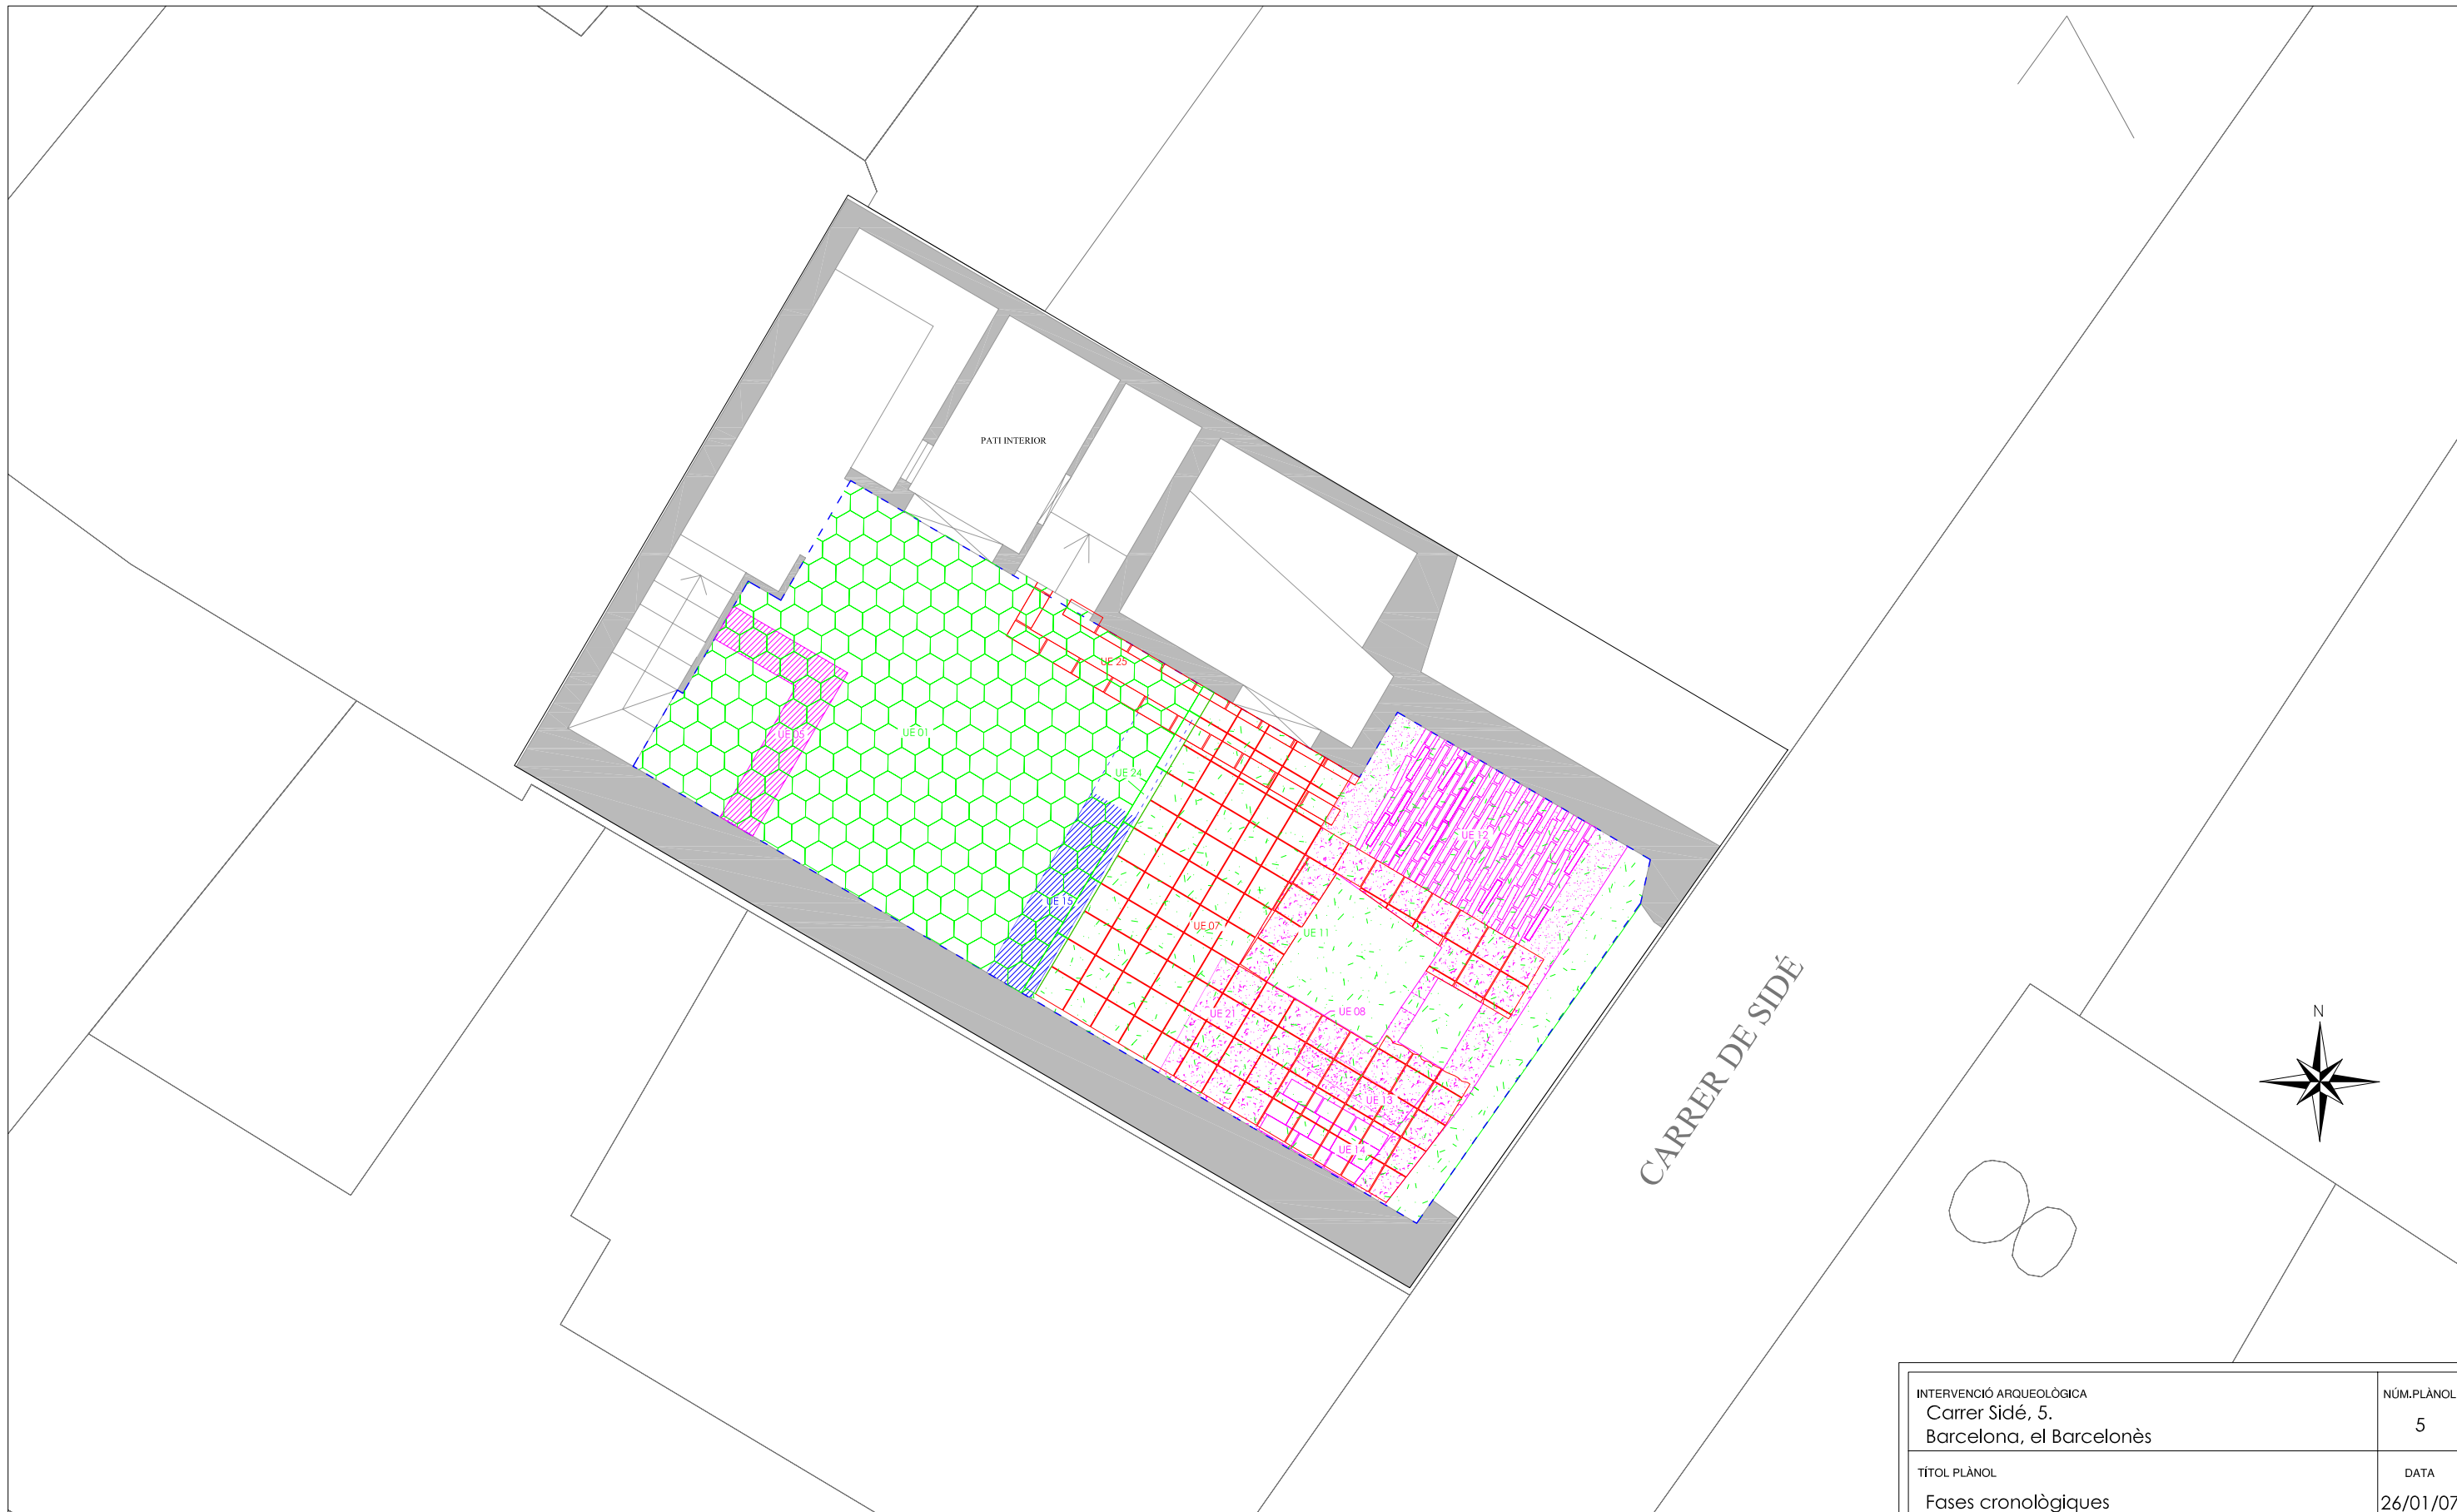 PATI INTERIOR
UE 25
UE 05
UE 01
UE 24
UE 12
UE 15
UE 07
UE 11
UE 21
UE 08
UE 13
UE 14
CARRER DE SIDÉ
N
INTERVENCIÓ ARQUEOLÒGICA
Carrer Sidé, 5.
Barcelona, el Barcelonès
NÚM.PLÀNOL
5
TÍTOL PLÀNOL
Fases cronològiques
DATA
26/01/07